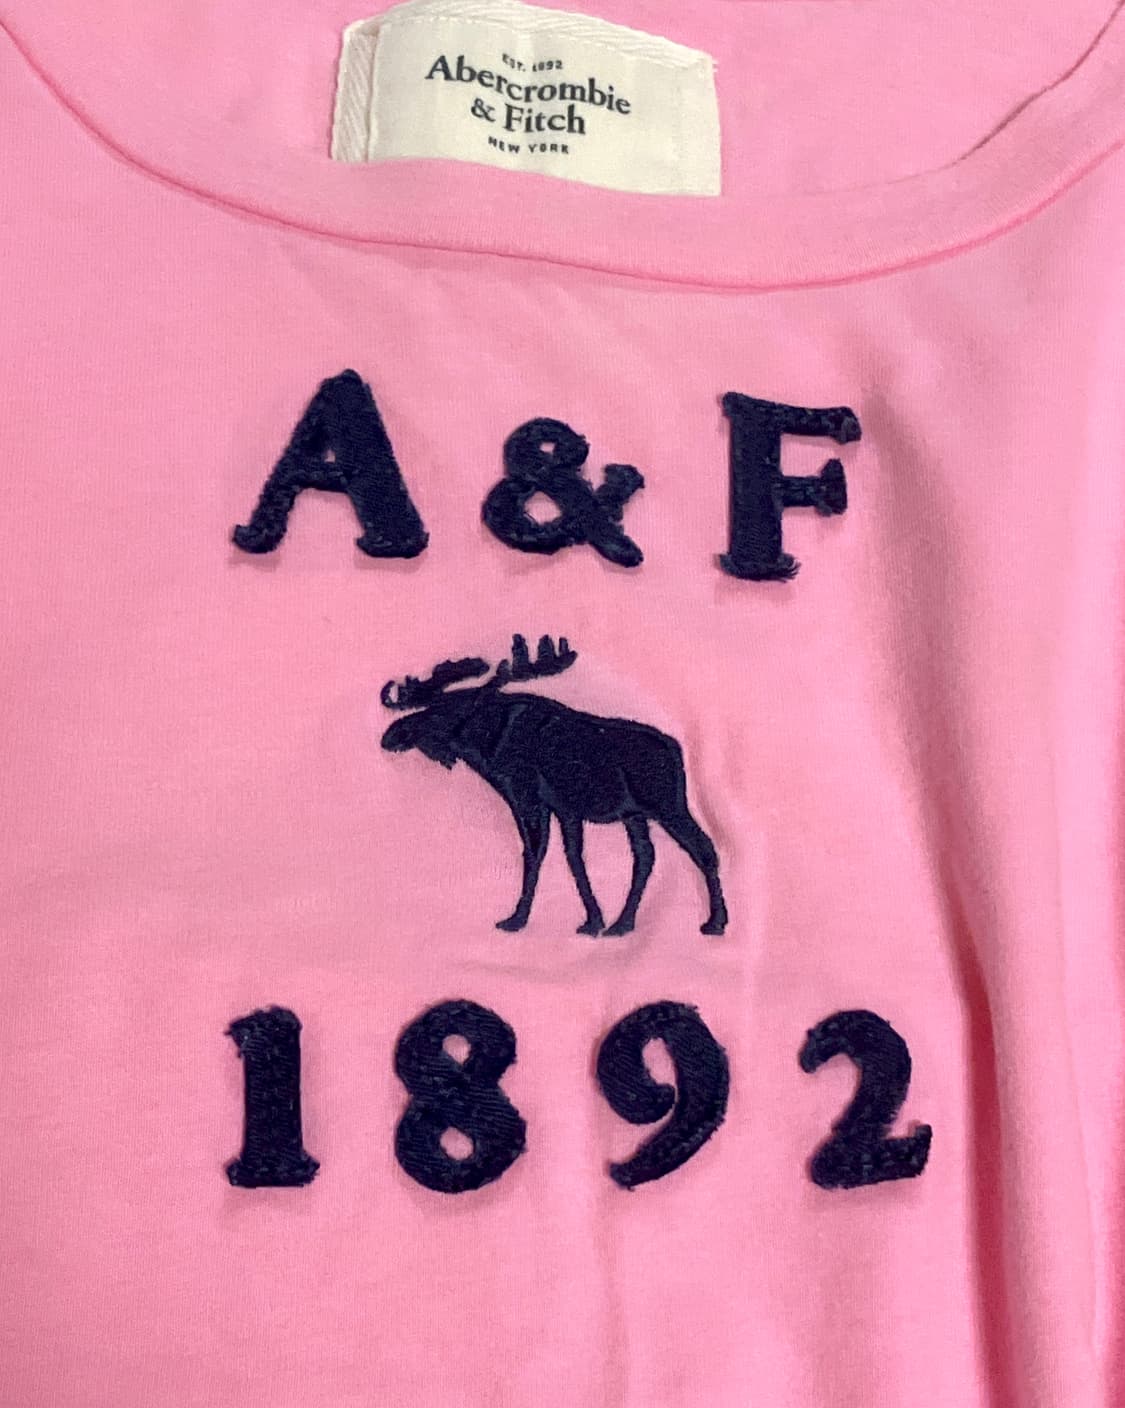 EST. 1892
Abercrombie
& Fitch
NEW YORK
A & F
1892